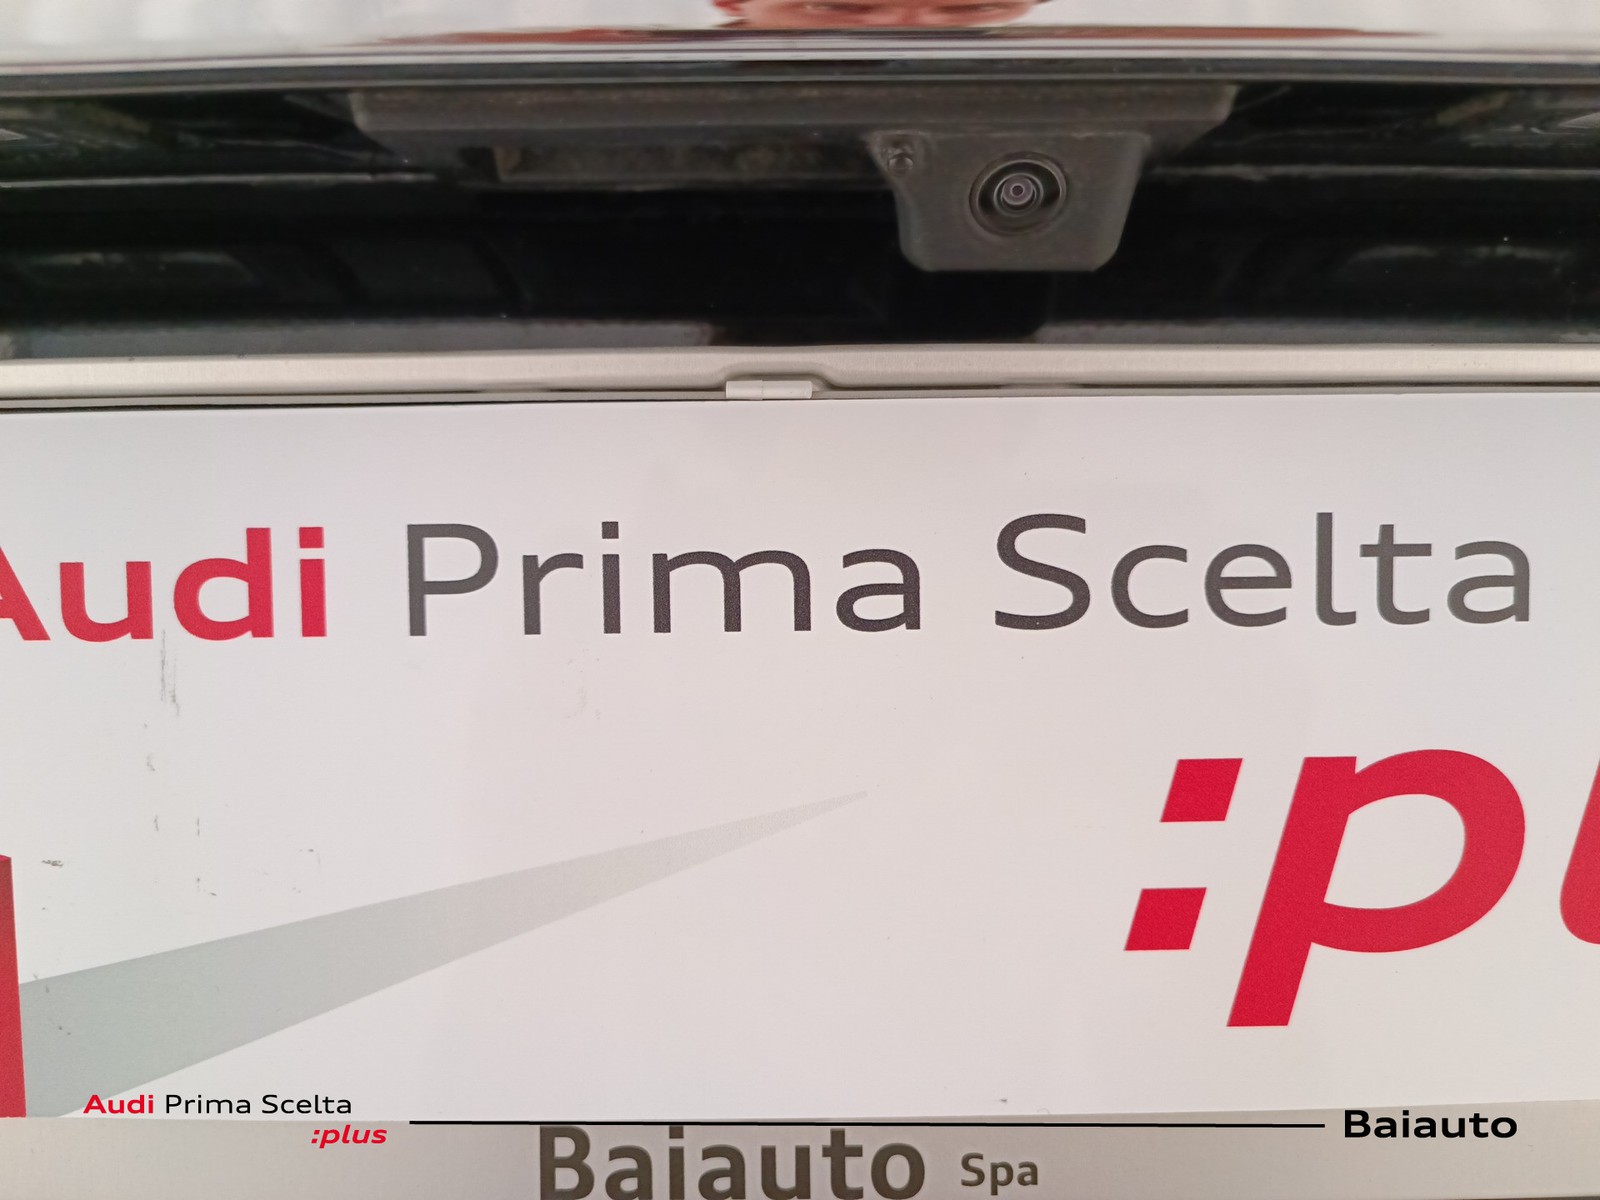 Audi Prima Scelta
:pl
Audi Prima Scelta
:plus
Baiauto
Baiauto Spa